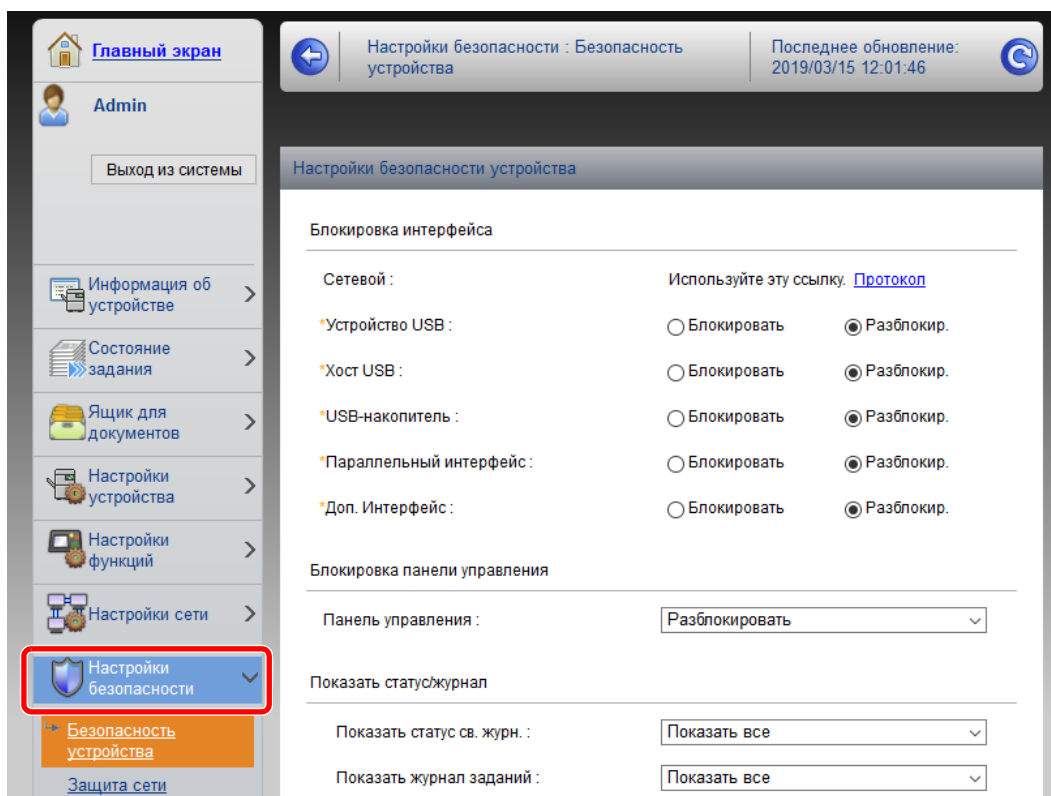 Главный экран
Admin
Выход из системы
Информация об
устройстве
Состояние
задания
Ящик для
документов
Настройки
устройства
Настройки
функций
Настройки сети
Настройки
безопасности
Безопасность
устройства
Защита сети
Настройки безопасности : Безопасность
устройства
Последнее обновление:
2019/03/15 12:01:46
Настройки безопасности устройства
Блокировка интерфейса
Сетевой : Используйте эту ссылку. Протокол
*Устройство USB : Блокировать Разблокир.
*Хост USB : Блокировать Разблокир.
*USB-накопитель : Блокировать Разблокир.
*Параллельный интерфейс : Блокировать Разблокир.
*Доп. Интерфейс : Блокировать Разблокир.
Блокировка панели управления
Панель управления : Разблокировать
Показать статус/журнал
Показать статус св. журн. : Показать все
Показать журнал заданий : Показать все